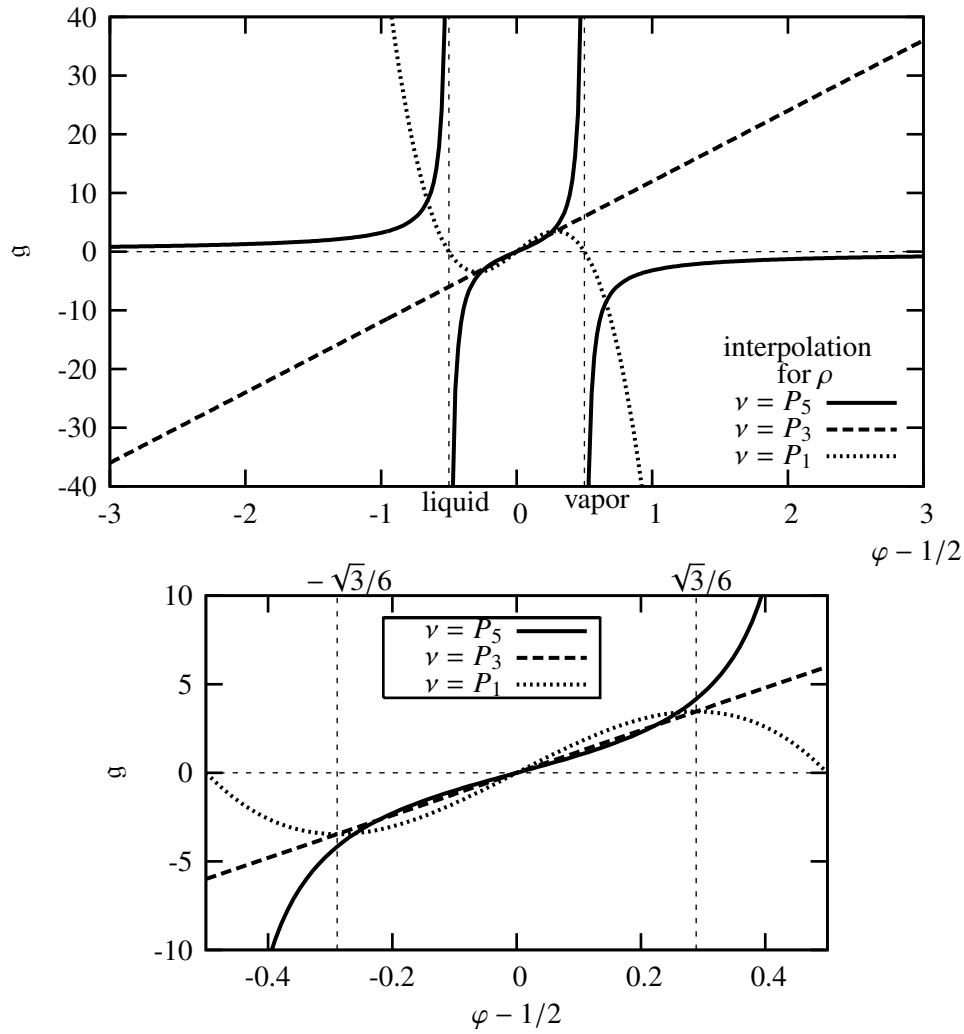 40
30
20
10
0
-10
-20
-30
-40
g
interpolation
for ρ
ν = P₅
ν = P₃
ν = P₁
-3 -2 -1 0 1 2 3
liquid vapor
φ − 1/2
− √3/6 √3/6
10
5
0
-5
-10
g
ν = P₅
ν = P₃
ν = P₁
-0.4 -0.2 0 0.2 0.4
φ − 1/2